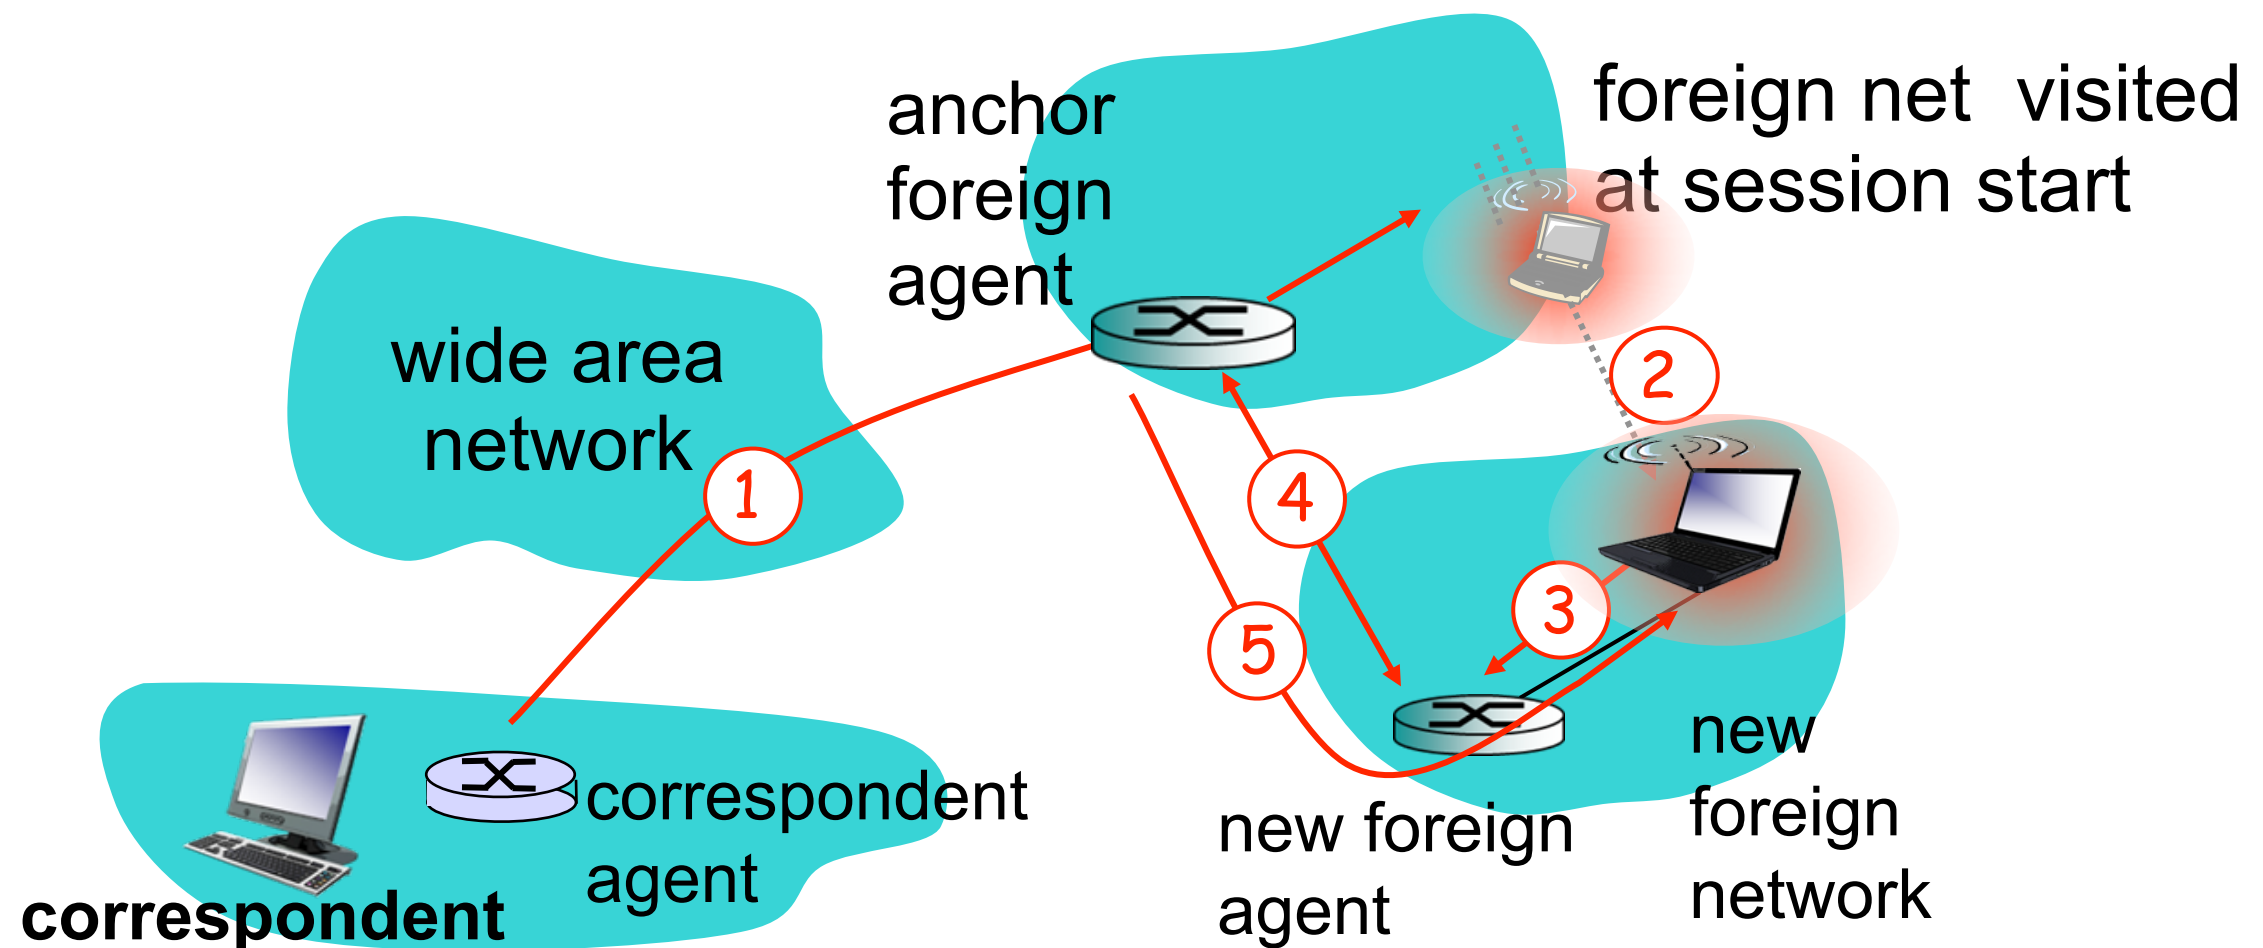 anchor
foreign
agent
foreign net visited
at session start
wide area
network
1
2
4
3
5
correspondent
agent
correspondent
new foreign
agent
new
foreign
network